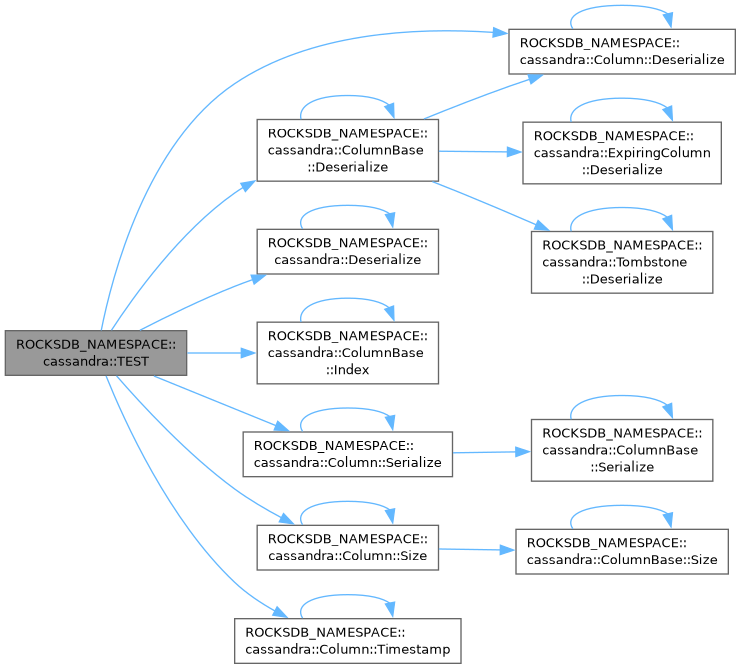 ROCKSDB_NAMESPACE::
cassandra::TEST
ROCKSDB_NAMESPACE::
cassandra::Column::Deserialize
ROCKSDB_NAMESPACE::
cassandra::ColumnBase
::Deserialize
ROCKSDB_NAMESPACE::
cassandra::ExpiringColumn
::Deserialize
ROCKSDB_NAMESPACE::
cassandra::Tombstone
::Deserialize
ROCKSDB_NAMESPACE::
cassandra::Deserialize
ROCKSDB_NAMESPACE::
cassandra::ColumnBase
::Index
ROCKSDB_NAMESPACE::
cassandra::Column::Serialize
ROCKSDB_NAMESPACE::
cassandra::ColumnBase
::Serialize
ROCKSDB_NAMESPACE::
cassandra::Column::Size
ROCKSDB_NAMESPACE::
cassandra::ColumnBase::Size
ROCKSDB_NAMESPACE::
cassandra::Column::Timestamp